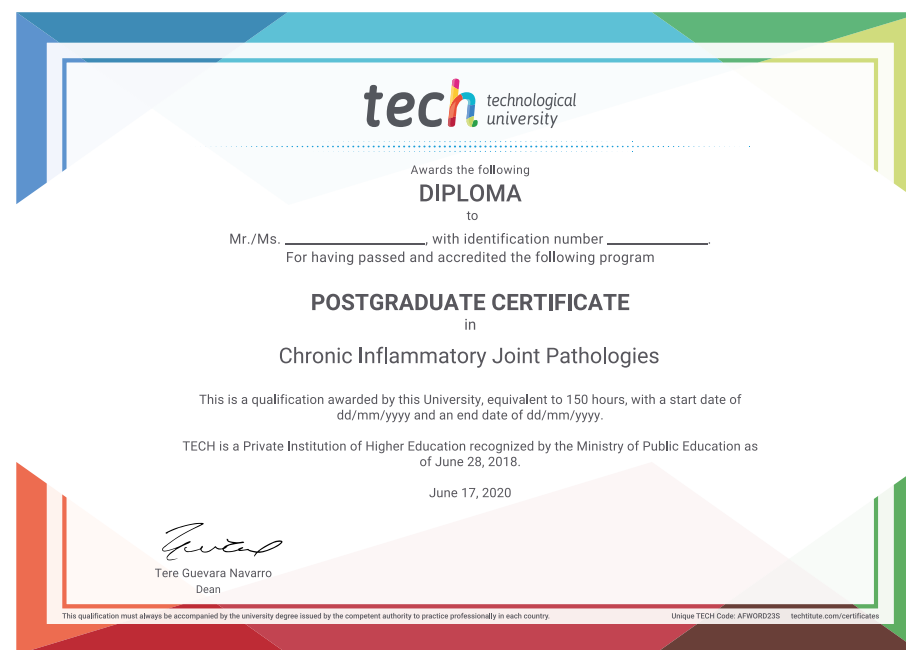 tech technological
university
Awards the following
DIPLOMA
to
Mr./Ms. ____________, with identification number ____________.
For having passed and accredited the following program
POSTGRADUATE CERTIFICATE
in
Chronic Inflammatory Joint Pathologies
This is a qualification awarded by this University, equivalent to 150 hours, with a start date of
dd/mm/yyyy and an end date of dd/mm/yyyy.
TECH is a Private Institution of Higher Education recognized by the Ministry of Public Education as
of June 28, 2018.
June 17, 2020
Tere Guevara Navarro
Dean
This qualification must always be accompanied by the university degree issued by the competent authority to practice professionally in each country.
Unique TECH Code: AFWORD23S techtitute.com/certificates